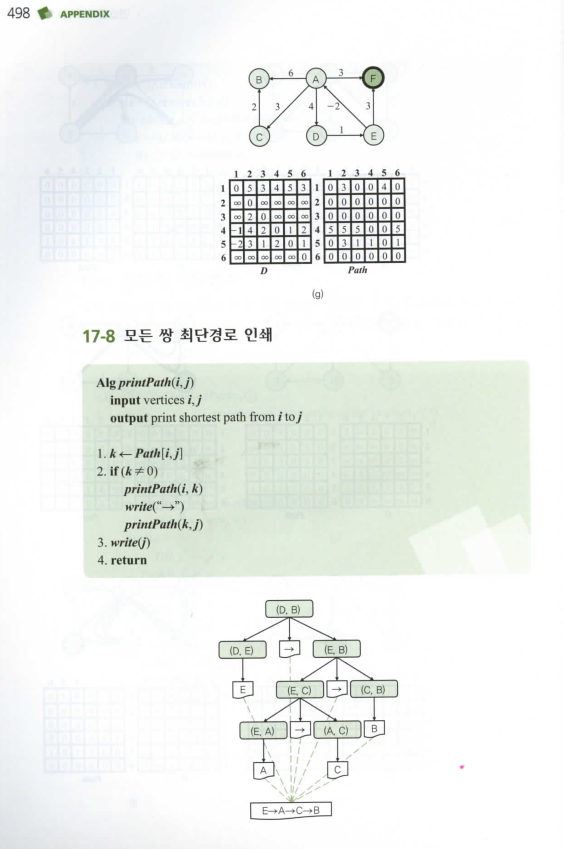 498 APPENDIX
B 6 A 3 F
2 3 4 -2 3
C D 1 E
1 2 3 4 5 6 1 2 3 4 5 6
1 0 5 3 4 5 3 1 0 3 0 0 4 0
2 ∞ 0 ∞ ∞ ∞ ∞ 2 0 0 0 0 0 0
3 ∞ 2 0 ∞ ∞ ∞ 3 0 0 0 0 0 0
4 -1 4 2 0 1 2 4 5 5 5 0 0 5
5 -2 3 1 2 0 1 5 0 3 1 1 0 1
6 ∞ ∞ ∞ ∞ ∞ 0 6 0 0 0 0 0 0
D Path
(g)
17-8 모든 쌍 최단경로 인쇄
Alg printPath(i, j)
input vertices i, j
output print shortest path from i to j
1. k ← Path[i, j]
2. if (k ≠ 0)
printPath(i, k)
write("→")
printPath(k, j)
3. write(j)
4. return
(D, B)
(D, E) → (E, B)
E (E, C) → (C, B)
(E, A) → (A, C) B
A C
E→A→C→B